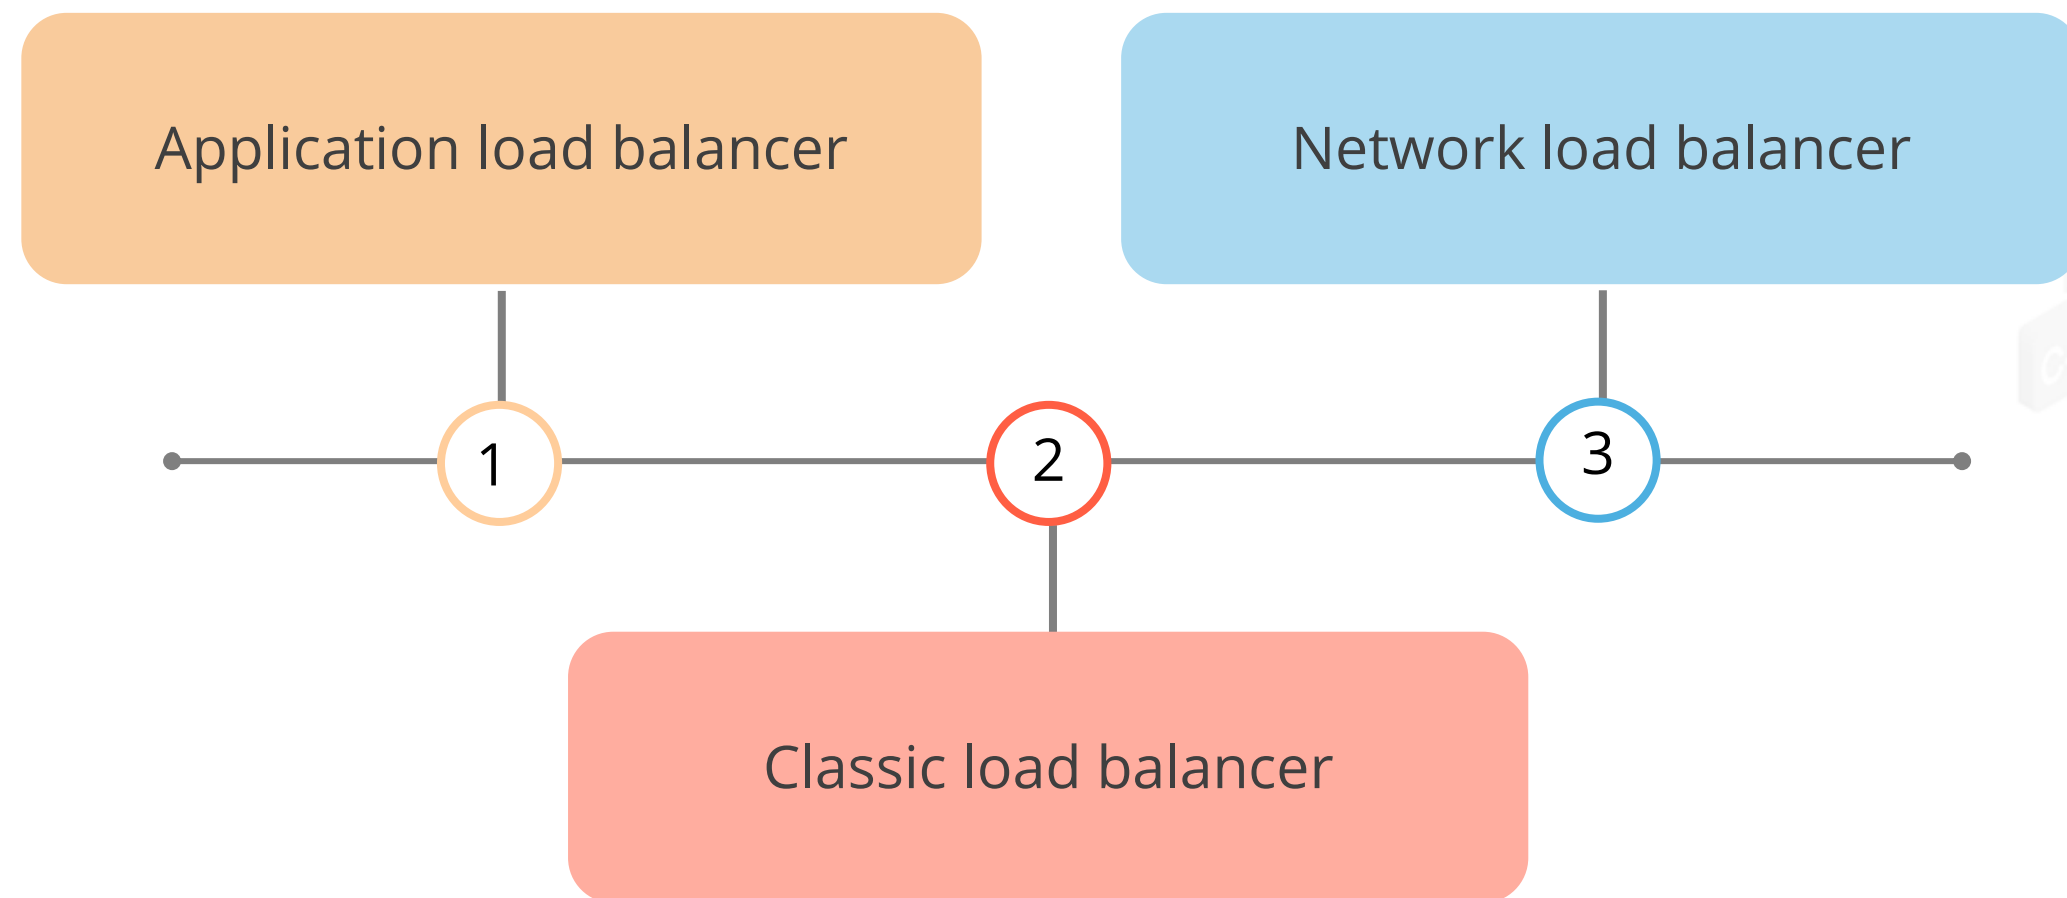 Application load balancer
Network load balancer
1
2
3
Classic load balancer